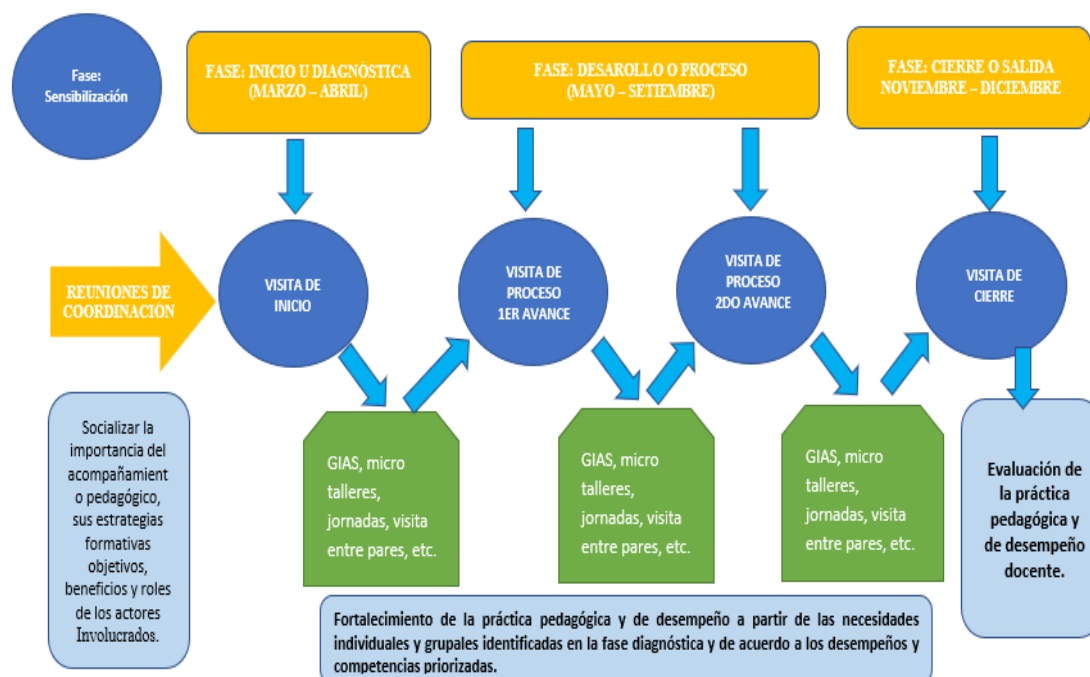 Fase:
Sensibilización
FASE: INICIO U DIAGNÒSTICA
(MARZO – ABRIL)
FASE: DESAROLLO O PROCESO
(MAYO – SETIEMBRE)
FASE: CIERRE O SALIDA
NOVIEMBRE – DICIEMBRE
REUNIONES DE
COORDINACIÓN
VISITA DE
INICIO
VISITA DE
PROCESO
1ER AVANCE
VISITA DE
PROCESO
2DO AVANCE
VISITA DE
CIERRE
Socializar la
importancia del
acompañamient
o pedagógico,
sus estrategias
formativas
objetivos,
beneficios y roles
de los actores
Involucrados.
GIAS, micro
talleres,
jornadas, visita
entre pares, etc.
GIAS, micro
talleres,
jornadas, visita
entre pares, etc.
GIAS, micro
talleres,
jornadas, visita
entre pares, etc.
Evaluación de
la práctica
pedagógica y
de desempeño
docente.
Fortalecimiento de la práctica pedagógica y de desempeño a partir de las necesidades
individuales y grupales identificadas en la fase diagnóstica y de acuerdo a los desempeños y
competencias priorizadas.